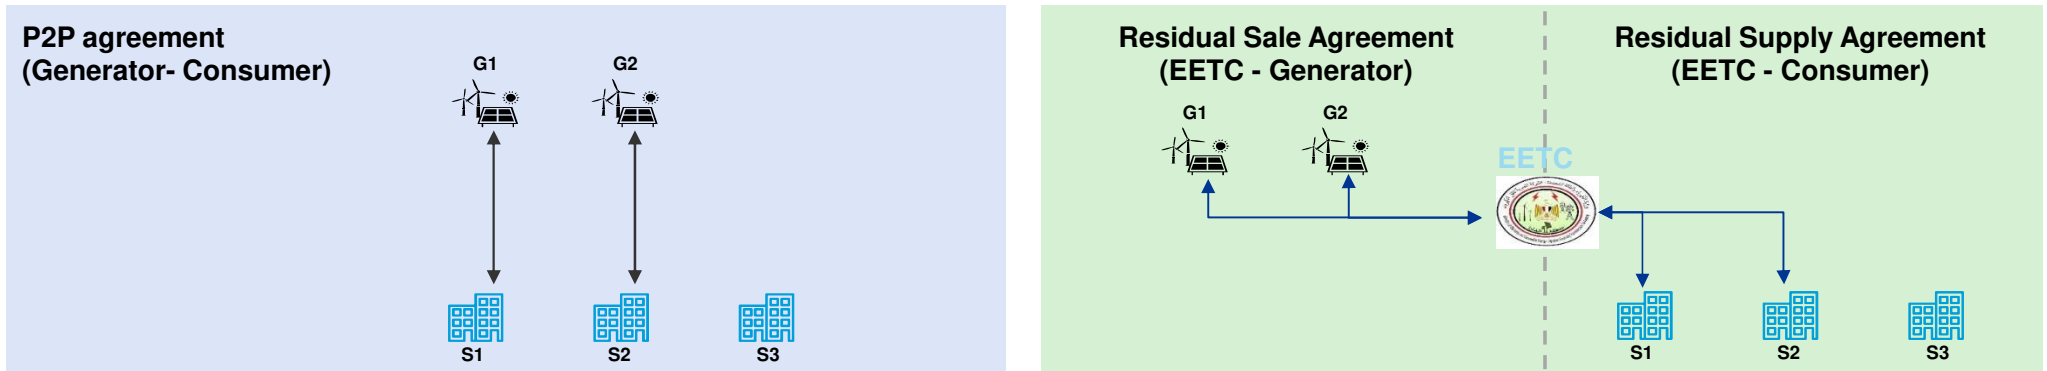 P2P agreement
(Generator- Consumer)
G1
G2
S1
S2
S3
Residual Sale Agreement
(EETC - Generator)
G1
G2
EETC
Residual Supply Agreement
(EETC - Consumer)
S1
S2
S3